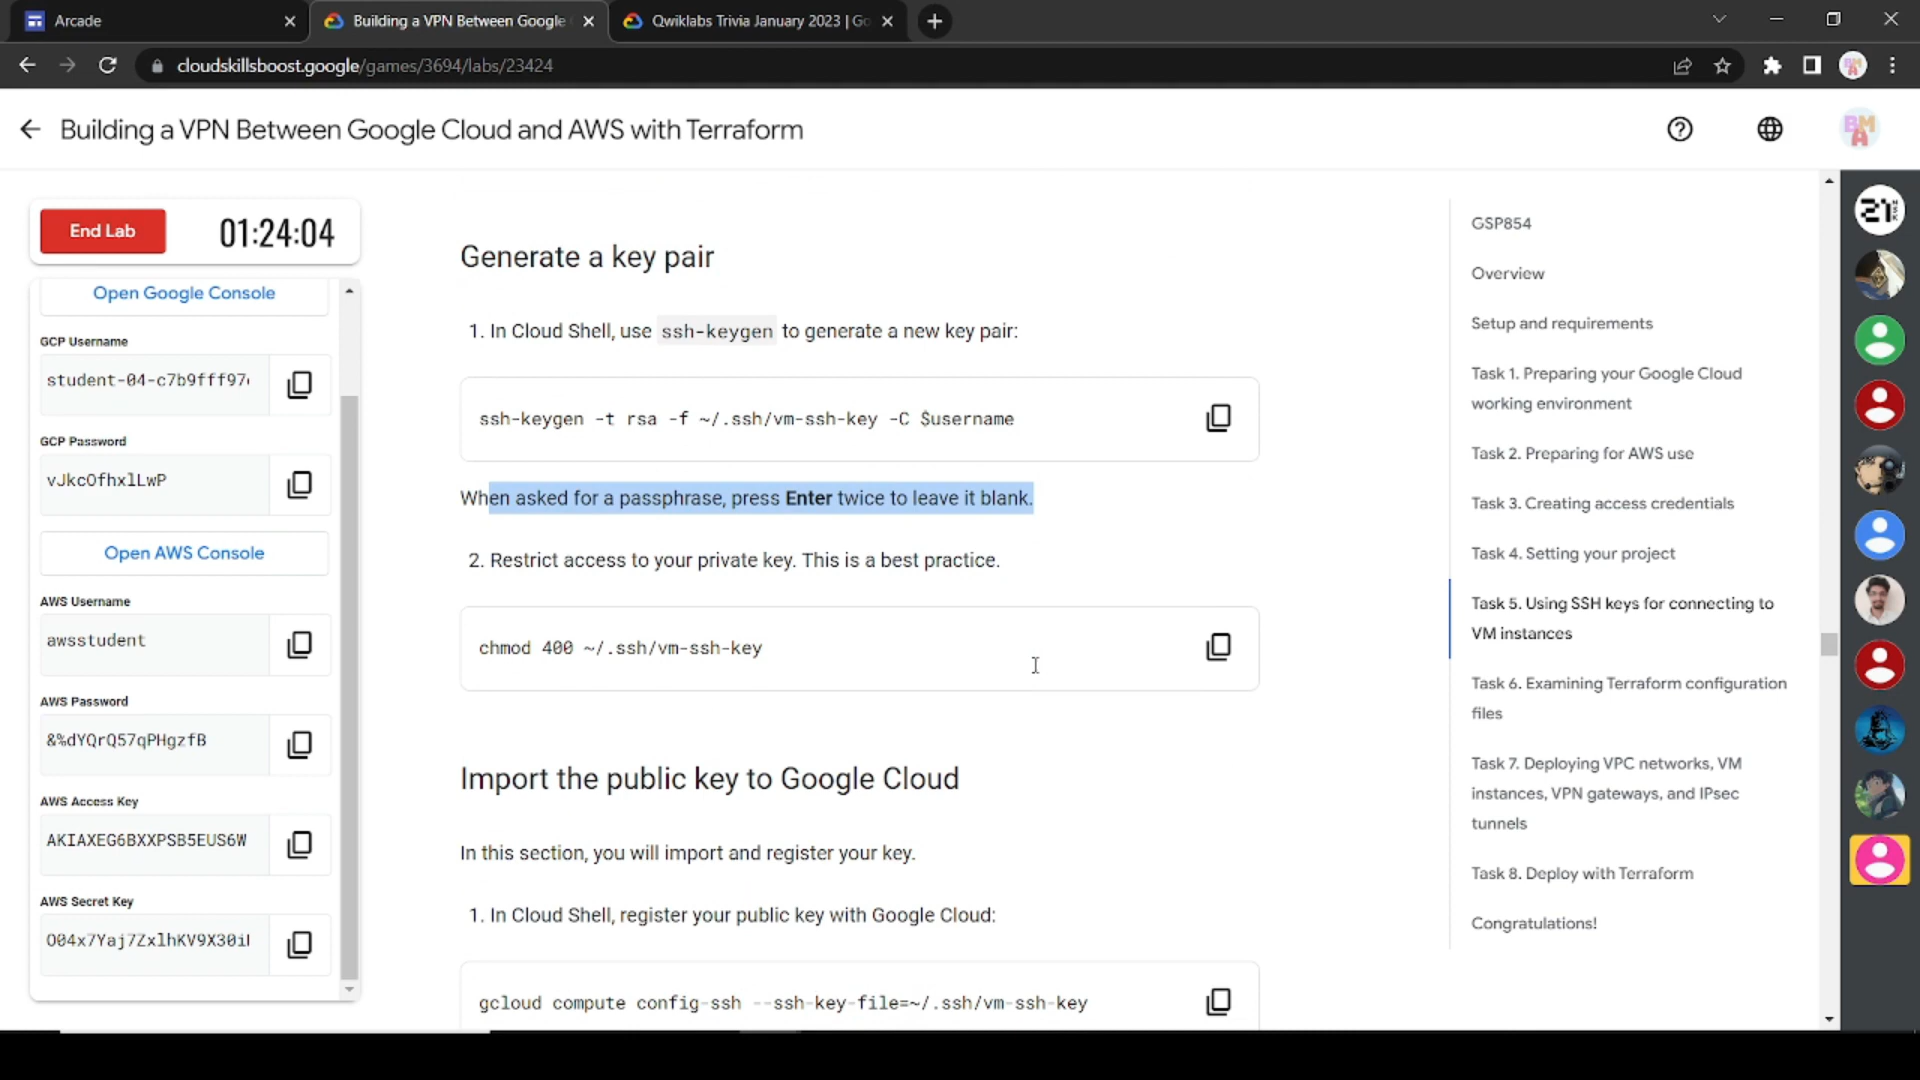 Arcade
Building a VPN Between Google
Qwiklabs Trivia January 2023 | Go
cloudskillsboost.google/games/3694/labs/23424
Building a VPN Between Google Cloud and AWS with Terraform
End Lab
01:24:04
Open Google Console
GCP Username
student-04-c7b9fff97
GCP Password
vJkcOfhxlLwP
Open AWS Console
AWS Username
awsstudent
AWS Password
&%dYQrQ57qPHgzfB
AWS Access Key
AKIAXEG6BXXPSB5EUS6W
AWS Secret Key
O04x7Yaj7ZxlhKV9X30i
Generate a key pair
1. In Cloud Shell, use ssh-keygen to generate a new key pair:
ssh-keygen -t rsa -f ~/.ssh/vm-ssh-key -C $username
When asked for a passphrase, press Enter twice to leave it blank.
2. Restrict access to your private key. This is a best practice.
chmod 400 ~/.ssh/vm-ssh-key
Import the public key to Google Cloud
In this section, you will import and register your key.
1. In Cloud Shell, register your public key with Google Cloud:
gcloud compute config-ssh --ssh-key-file=~/.ssh/vm-ssh-key
GSP854
Overview
Setup and requirements
Task 1. Preparing your Google Cloud
working environment
Task 2. Preparing for AWS use
Task 3. Creating access credentials
Task 4. Setting your project
Task 5. Using SSH keys for connecting to
VM instances
Task 6. Examining Terraform configuration
files
Task 7. Deploying VPC networks, VM
instances, VPN gateways, and IPsec
tunnels
Task 8. Deploy with Terraform
Congratulations!
21